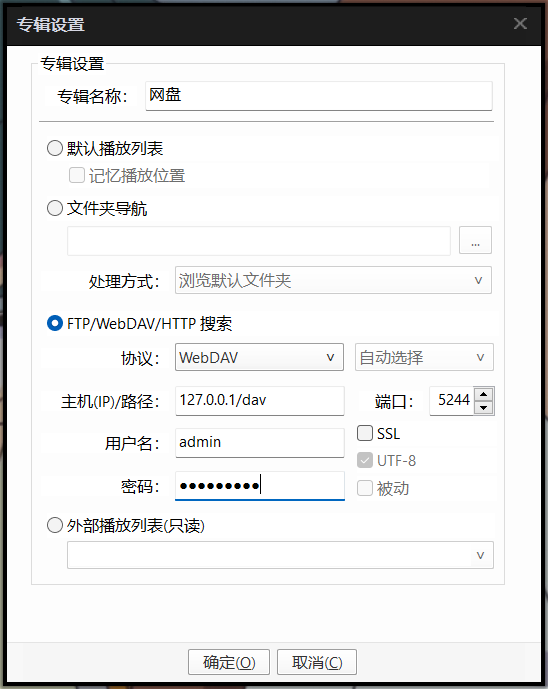 专辑设置
专辑设置
专辑名称: 网盘
默认播放列表
记忆播放位置
文件夹导航
...
处理方式: 浏览默认文件夹
FTP/WebDAV/HTTP 搜索
协议: WebDAV 自动选择
主机(IP)/路径: 127.0.0.1/dav 端口: 5244
用户名: admin SSL
UTF-8
密码: ●●●●●●●●● 被动
外部播放列表(只读)
确定(O) 取消(C)